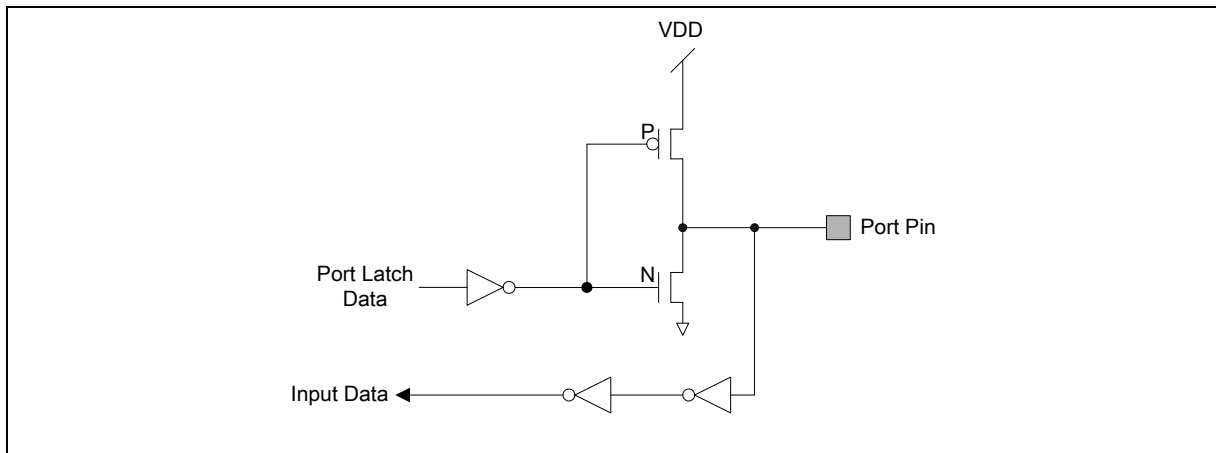 VDD
P
Port Pin
N
Port Latch
Data
Input Data